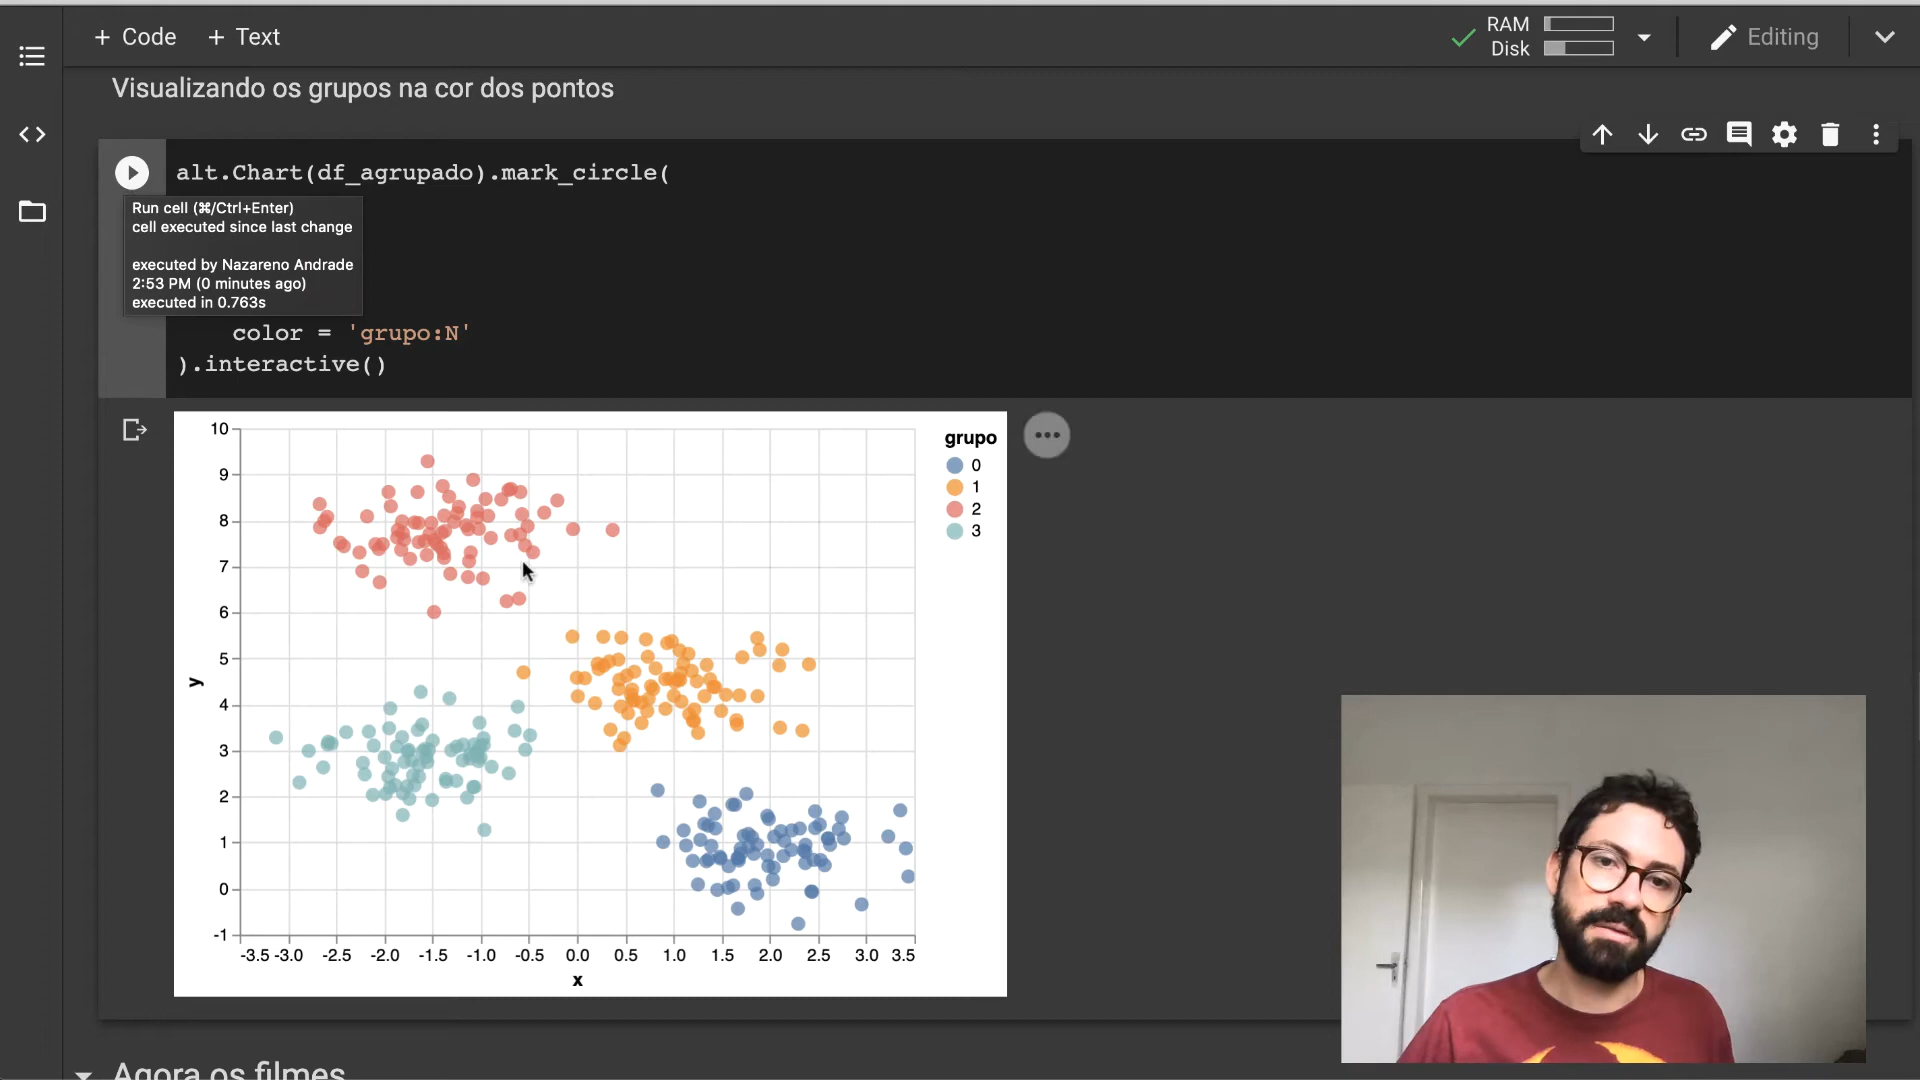 + Code + Text
RAM
Disk
Editing
Visualizando os grupos na cor dos pontos
alt.Chart(df_agrupado).mark_circle(
Run cell (⌘/Ctrl+Enter)
cell executed since last change
executed by Nazareno Andrade
2:53 PM (0 minutes ago)
executed in 0.763s
color = 'grupo:N'
).interactive()
10
9
8
7
6
5
4
3
2
1
0
-1
y
-3.5 -3.0 -2.5 -2.0 -1.5 -1.0 -0.5 0.0 0.5 1.0 1.5 2.0 2.5 3.0 3.5
x
grupo
0
1
2
3
Agora os filmes